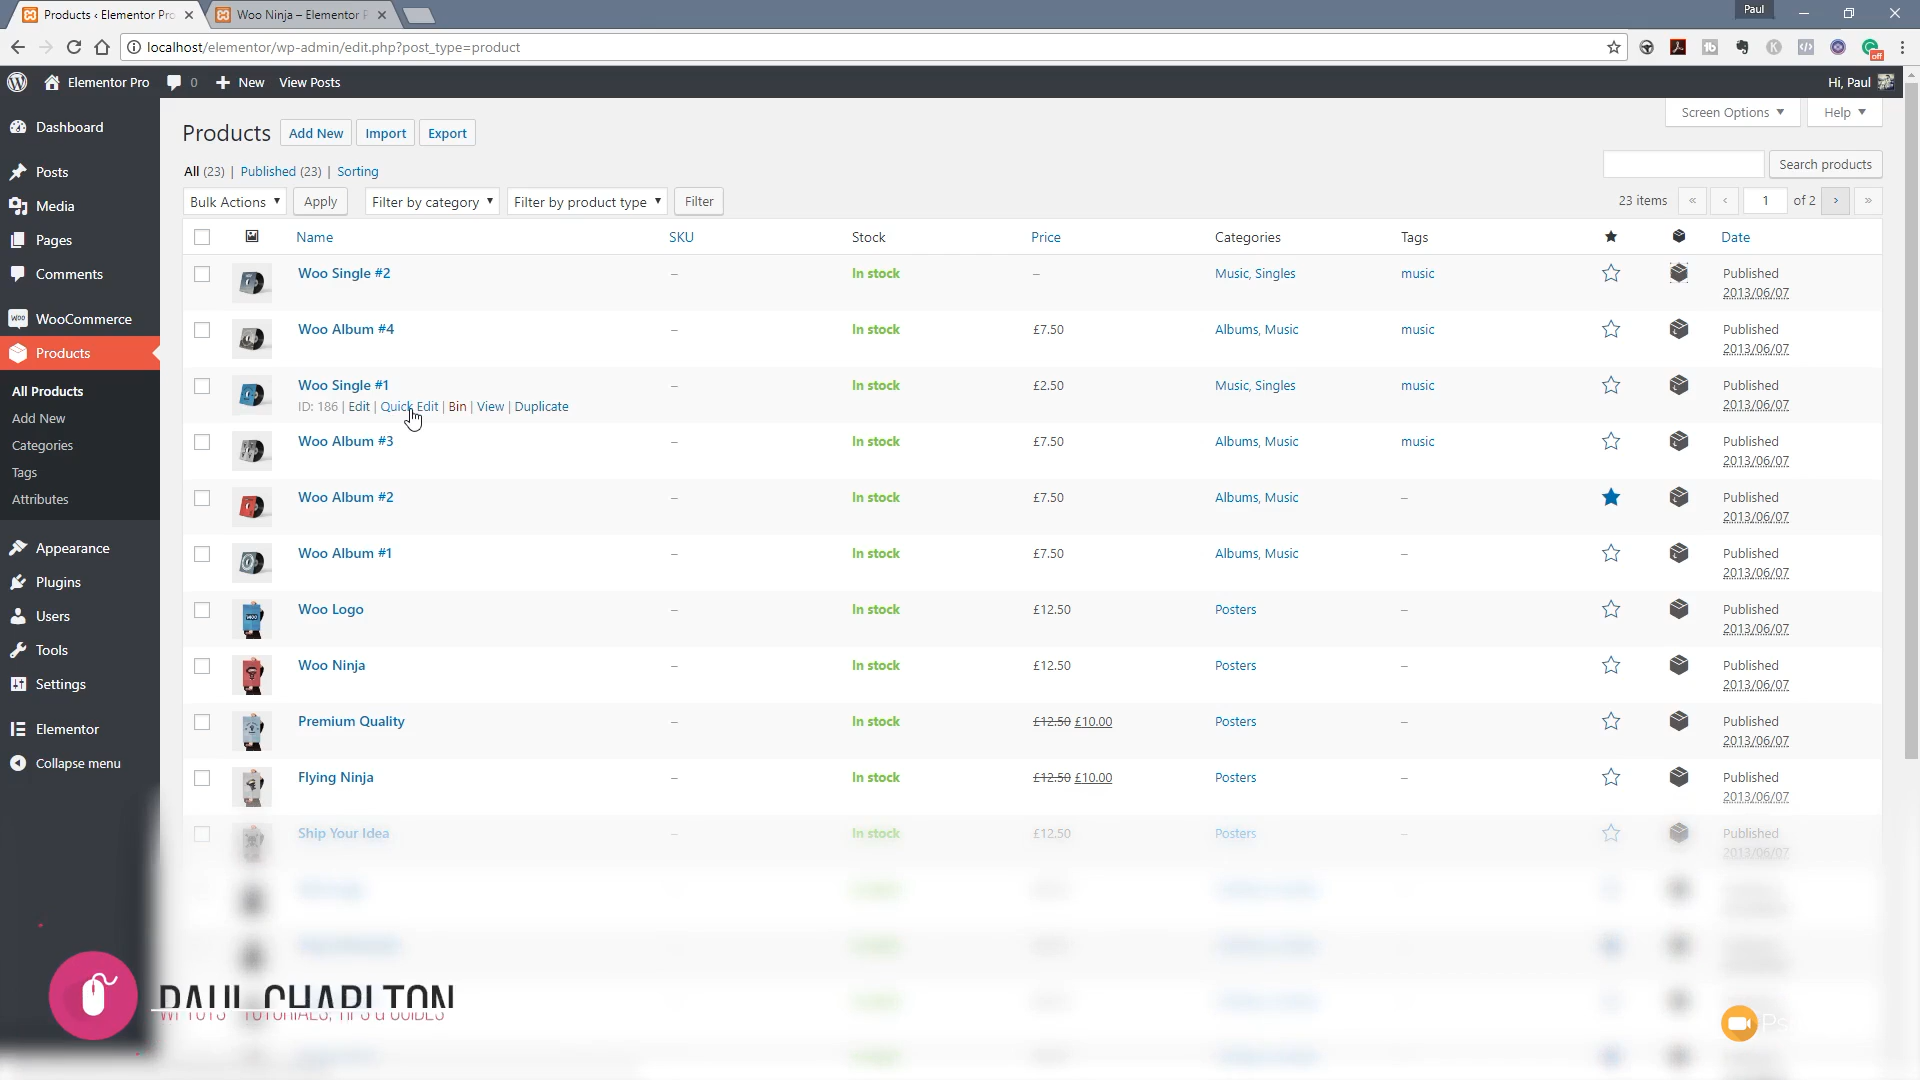 Products ‹ Elementor Pro
Woo Ninja – Elementor P
Paul
localhost/elementor/wp-admin/edit.php?post_type=product
off
Elementor Pro
0
New
View Posts
Hi, Paul
Dashboard
Posts
Media
Pages
Comments
WooCommerce
Products
All Products
Add New
Categories
Tags
Attributes
Appearance
Plugins
Users
Tools
Settings
Elementor
Collapse menu
Products
Add New
Import
Export
Screen Options
Help
All (23) | Published (23) | Sorting
Search products
Bulk Actions
Apply
Filter by category
Filter by product type
Filter
23 items
«
‹
1
of 2
›
»
Name SKU Stock Price Categories Tags Date
Woo Single #2 – In stock – Music, Singles music Published
2013/06/07
Woo Album #4 – In stock £7.50 Albums, Music music Published
2013/06/07
Woo Single #1 – In stock £2.50 Music, Singles music Published
ID: 186 | Edit | Quick Edit | Bin | View | Duplicate 2013/06/07
Woo Album #3 – In stock £7.50 Albums, Music music Published
2013/06/07
Woo Album #2 – In stock £7.50 Albums, Music – Published
2013/06/07
Woo Album #1 – In stock £7.50 Albums, Music – Published
2013/06/07
Woo Logo – In stock £12.50 Posters – Published
2013/06/07
Woo Ninja – In stock £12.50 Posters – Published
2013/06/07
Premium Quality – In stock £12.50 £10.00 Posters – Published
2013/06/07
Flying Ninja – In stock £12.50 £10.00 Posters – Published
2013/06/07
Ship Your Idea – In stock £12.50 Posters – Published
2013/06/07
PAUL CHARLTON
WPTUTS - TUTORIALS, TIPS & GUIDES